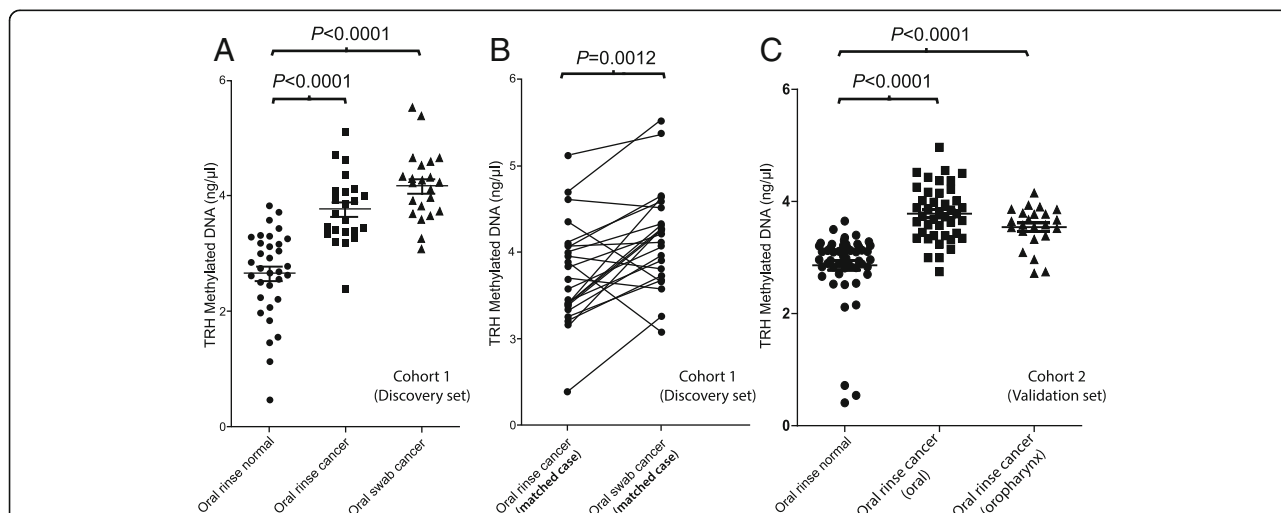 A
P<0.0001
P<0.0001
6
4
2
0
TRH Methylated DNA (ng/µl)
Cohort 1
(Discovery set)
Oral rinse normal
Oral rinse cancer
Oral swab cancer
B
P=0.0012
6
5
4
3
0
TRH Methylated DNA (ng/µl)
Cohort 1
(Discovery set)
Oral rinse cancer
(matched case)
Oral swab cancer
(matched case)
C
P<0.0001
P<0.0001
6
4
2
0
TRH Methylated DNA (ng/µl)
Cohort 2
(Validation set)
Oral rinse normal
Oral rinse cancer
(oral)
Oral rinse cancer
(oropharynx)